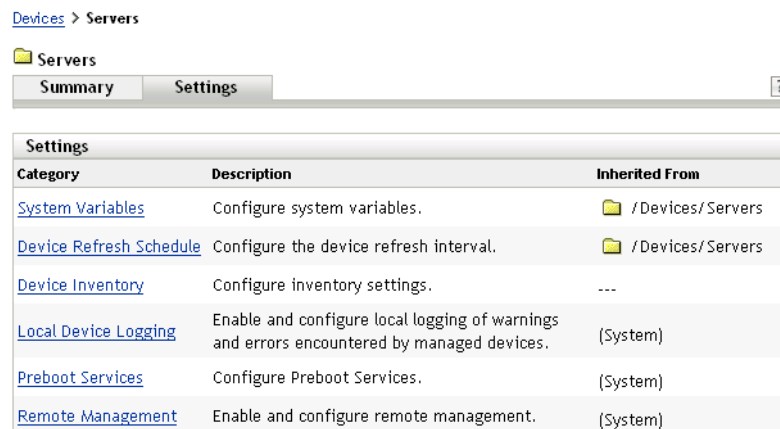 Devices > Servers
Servers
Summary Settings
Settings
Category Description Inherited From
System Variables Configure system variables. /Devices/Servers
Device Refresh Schedule Configure the device refresh interval. /Devices/Servers
Device Inventory Configure inventory settings. ---
Local Device Logging Enable and configure local logging of warnings
and errors encountered by managed devices. (System)
Preboot Services Configure Preboot Services. (System)
Remote Management Enable and configure remote management. (System)